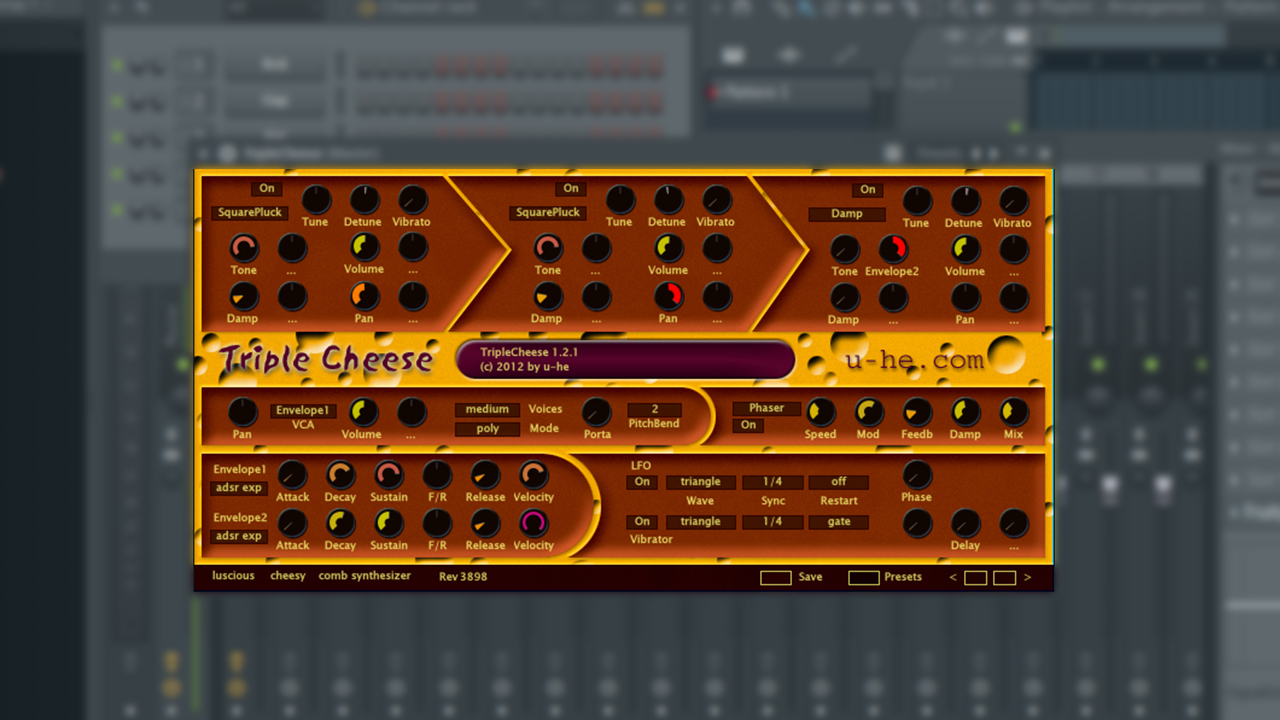 On On On
SquarePluck Tune Detune Vibrato SquarePluck Tune Detune Vibrato Damp Tune Detune Vibrato
Tone ... Volume ... Tone ... Volume ... Tone Envelope2 Volume ...
Damp ... Pan ... Damp ... Pan ... Damp ... Pan ...
Triple Cheese
TripleCheese 1.2.1
(c) 2012 by u-he
u-he.com
Pan Envelope1 VCA Volume ... medium Voices poly Mode Porta 2 PitchBend Phaser On Speed Mod Feedb Damp Mix
Envelope1
adsr exp Attack Decay Sustain F/R Release Velocity
Envelope2
adsr exp Attack Decay Sustain F/R Release Velocity
LFO
On triangle 1/4 off
Wave Sync Restart Phase
On triangle 1/4 gate
Vibrator Delay ...
luscious cheesy comb synthesizer Rev 3898 Save Presets < >